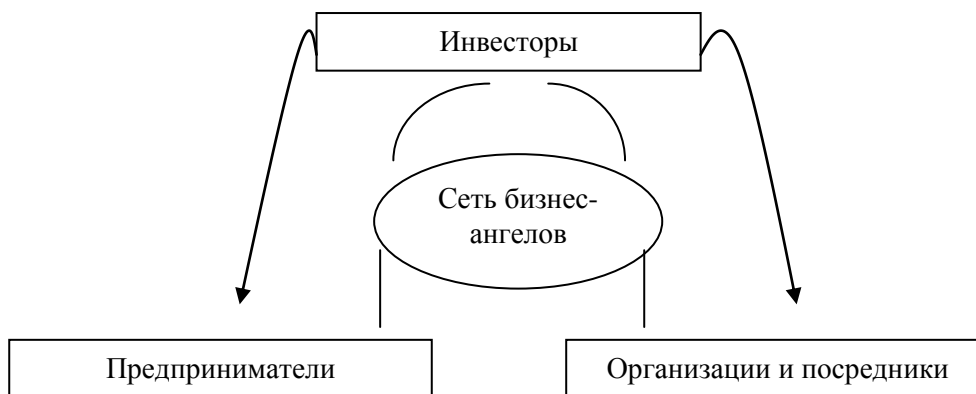 Инвесторы
Сеть бизнес-
ангелов
Предприниматели
Организации и посредники